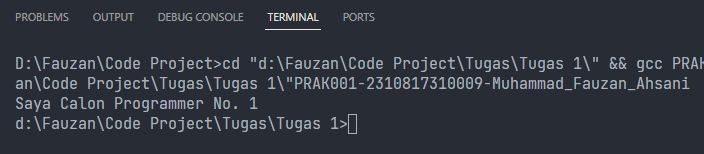 PROBLEMS OUTPUT DEBUG CONSOLE TERMINAL PORTS
D:\Fauzan\Code Project>cd "d:\Fauzan\Code Project\Tugas\Tugas 1\" && gcc PRAK
an\Code Project\Tugas\Tugas 1\"PRAK001-2310817310009-Muhammad_Fauzan_Ahsani
Saya Calon Programmer No. 1
d:\Fauzan\Code Project\Tugas\Tugas 1>